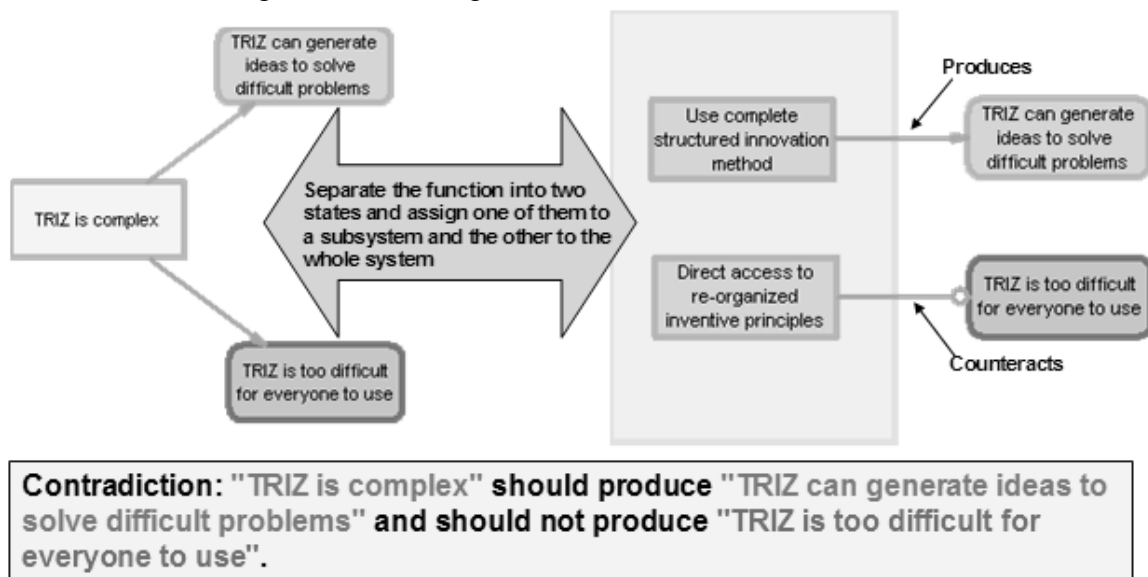 TRIZ can generate
ideas to solve
difficult problems
TRIZ is complex
TRIZ is too difficult
for everyone to use
Separate the function into two
states and assign one of them to
a subsystem and the other to the
whole system
Use complete
structured innovation
method
Direct access to
re-organized
inventive principles
Produces
TRIZ can generate
ideas to solve
difficult problems
TRIZ is too difficult
for everyone to use
Counteracts
Contradiction: "TRIZ is complex" should produce "TRIZ can generate ideas to
solve difficult problems" and should not produce "TRIZ is too difficult for
everyone to use".